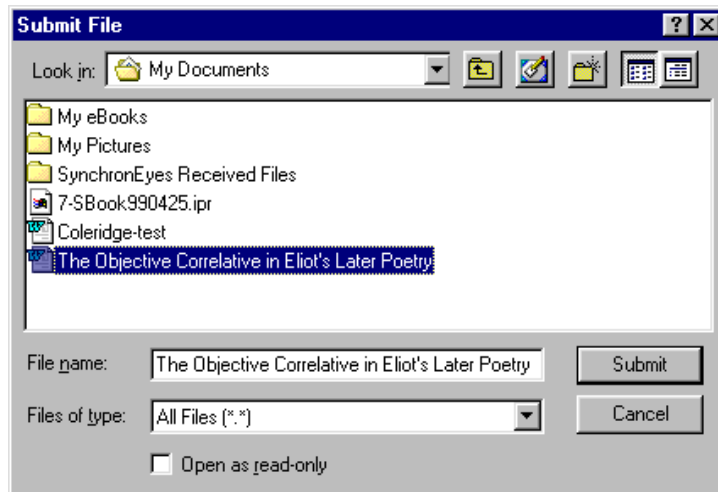 Submit File
Look in: My Documents
My eBooks
My Pictures
SynchronEyes Received Files
7-SBook990425.ipr
Coleridge-test
The Objective Correlative in Eliot's Later Poetry
File name: The Objective Correlative in Eliot's Later Poetry Submit
Files of type: All Files (*.*) Cancel
Open as read-only